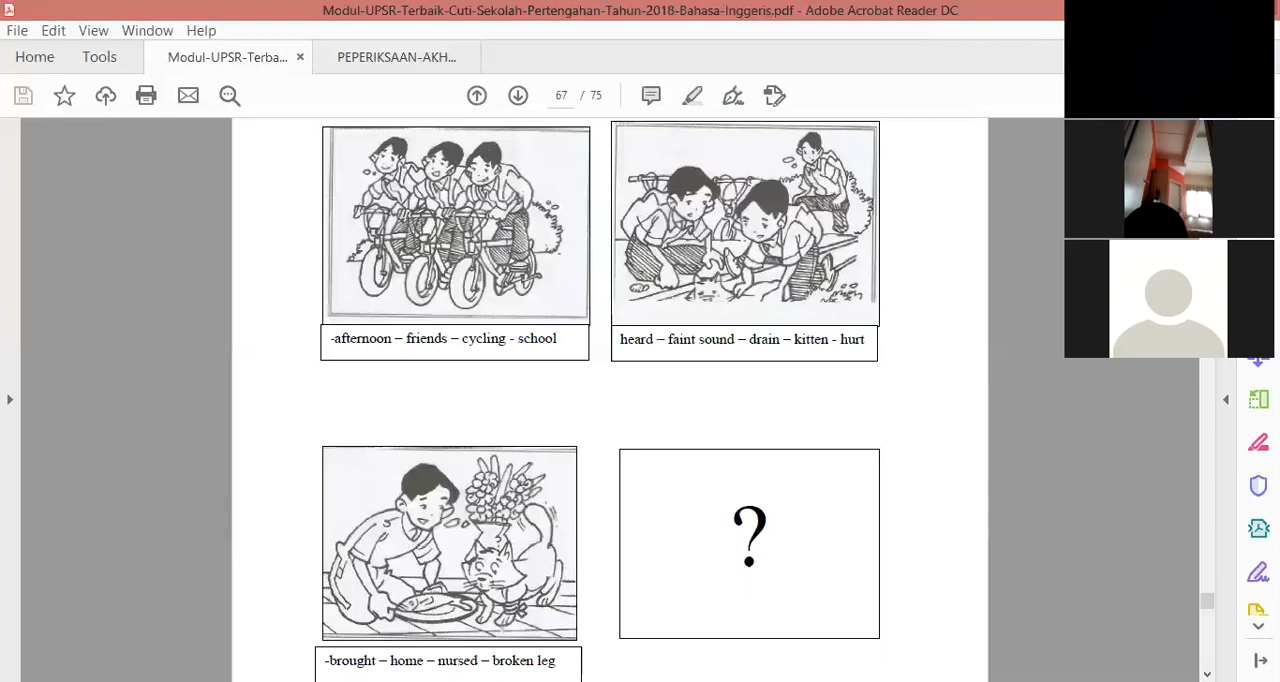 Modul-UPSR-Terbaik-Cuti-Sekolah-Pertengahan-Tahun-2018-Bahasa-Inggeris.pdf - Adobe Acrobat Reader DC
File Edit View Window Help
Home Tools Modul-UPSR-Terba... × PEPERIKSAAN-AKH...
67 / 75
-afternoon – friends – cycling - school
heard – faint sound – drain – kitten - hurt
?
-brought – home – nursed – broken leg